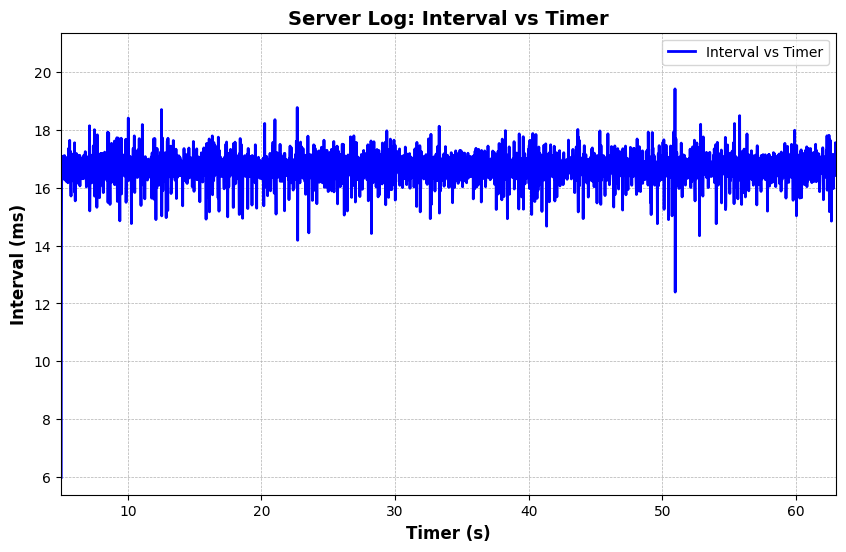 Server Log: Interval vs Timer
Interval vs Timer
Interval (ms)
20
18
16
14
12
10
8
6
10 20 30 40 50 60
Timer (s)